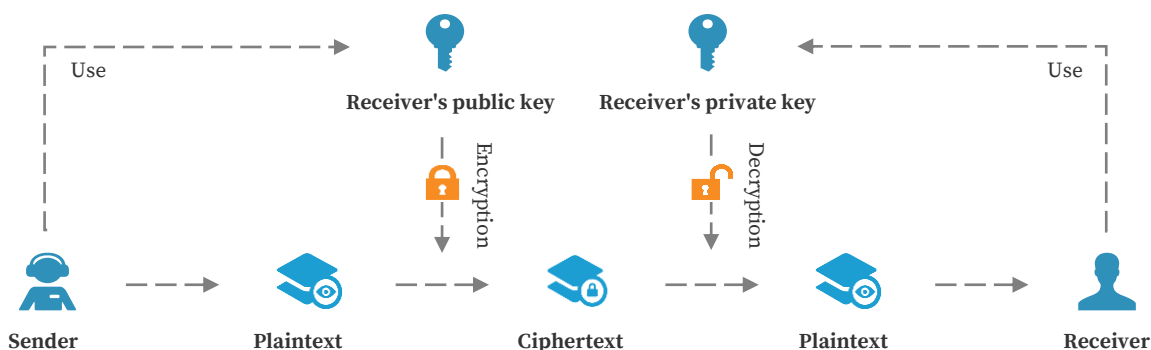 Use
Use
Receiver's public key
Receiver's private key
Encryption
Decryption
Sender
Plaintext
Ciphertext
Plaintext
Receiver